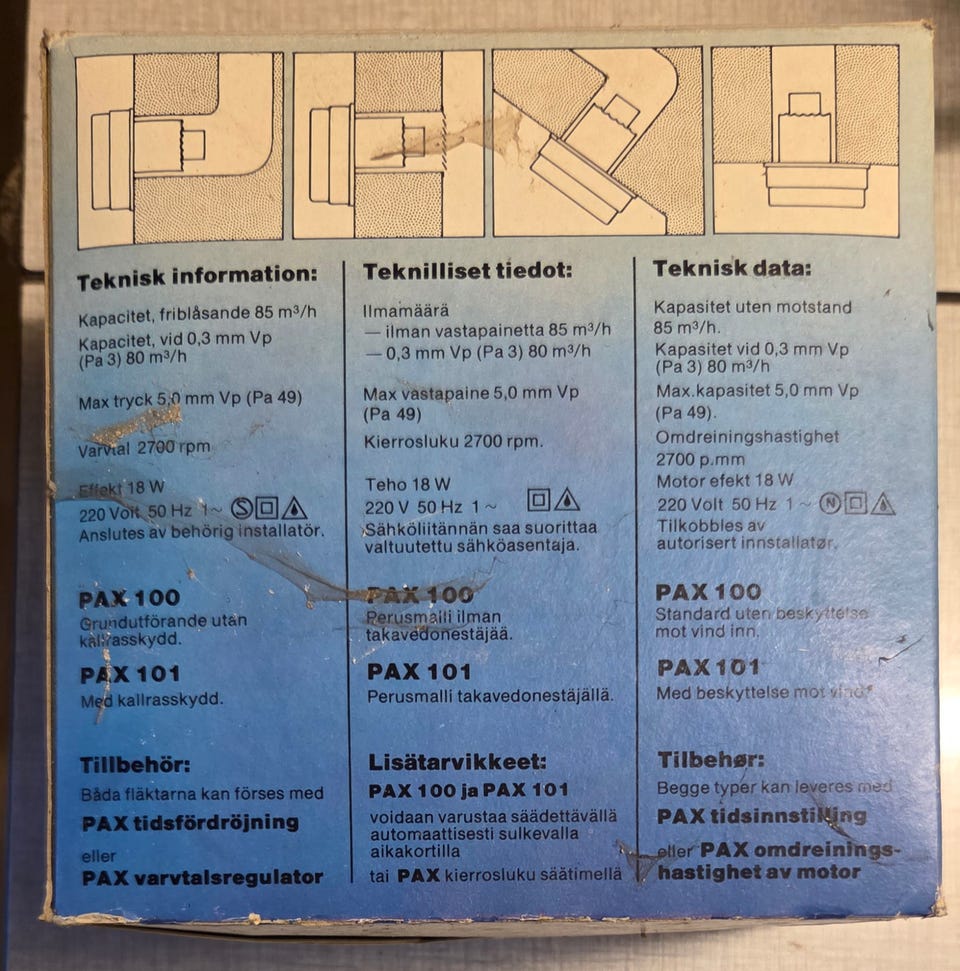 Teknisk information:
Kapacitet, friblåsande 85 m³/h
Kapacitet, vid 0,3 mm Vp
(Pa 3) 80 m³/h
Max tryck 5,0 mm Vp (Pa 49)
Varvtal 2700 rpm
Effekt 18 W
220 Volt 50 Hz 1 ~ S
Anslutes av behörig installatör.
PAX 100
Grundutförande utan
kallrasskydd.
PAX 101
Med kallrasskydd.
Tillbehör:
Båda fläktarna kan förses med
PAX tidsfördröjning
eller
PAX varvtalsregulator
Teknilliset tiedot:
Ilmamäärä
— ilman vastapainetta 85 m³/h
— 0,3 mm Vp (Pa 3) 80 m³/h
Max vastapaine 5,0 mm Vp
(Pa 49)
Kierrosluku 2700 rpm.
Teho 18 W
220 V 50 Hz 1 ~
Sähköliitännän saa suorittaa
valtuutettu sähköasentaja.
PAX 100
Perusmalli ilman
takavedonestäjää.
PAX 101
Perusmalli takavedonestäjällä.
Lisätarvikkeet:
PAX 100 ja PAX 101
voidaan varustaa säädettävällä
automaattisesti sulkevalla
aikakortilla
tai PAX kierrosluku säätimellä
Teknisk data:
Kapasitet uten motstand
85 m³/h.
Kapasitet vid 0,3 mm Vp
(Pa 3) 80 m³/h
Max.kapasitet 5,0 mm Vp
(Pa 49).
Omdreiningshastighet
2700 p.mm
Motor efekt 18 W
220 Volt 50 Hz 1 ~ N
Tilkobbles av
autorisert innstallatør.
PAX 100
Standard uten beskyttelse
mot vind inn.
PAX 101
Med beskyttelse mot vind
Tilbehør:
Begge typer kan leveres med
PAX tidsinnstilling
eller PAX omdreinings-
hastighet av motor